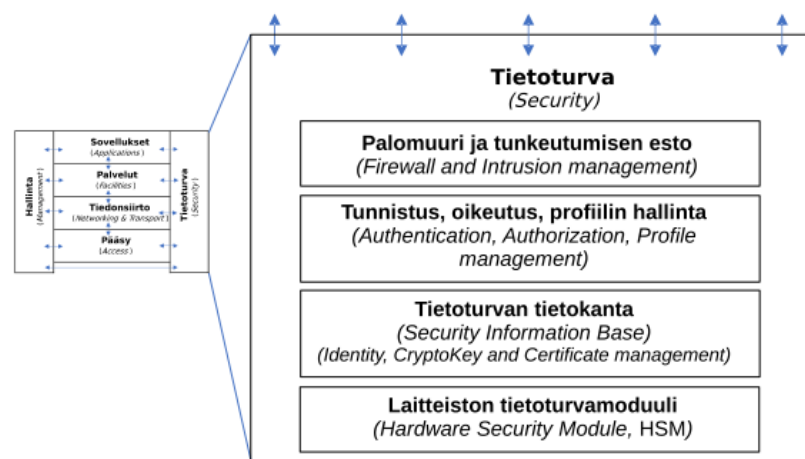 Tietoturva
(Security)
Palomuuri ja tunkeutumisen esto
(Firewall and Intrusion management)
Tunnistus, oikeutus, profiilin hallinta
(Authentication, Authorization, Profile
management)
Tietoturvan tietokanta
(Security Information Base)
(Identity, CryptoKey and Certificate management)
Laitteiston tietoturvamoduuli
(Hardware Security Module, HSM)
Hallinta
(Management)
Sovellukset
(Applications)
Palvelut
(Facilities)
Tiedonsiirto
(Networking & Transport)
Pääsy
(Access)
Tietoturva
(Security)